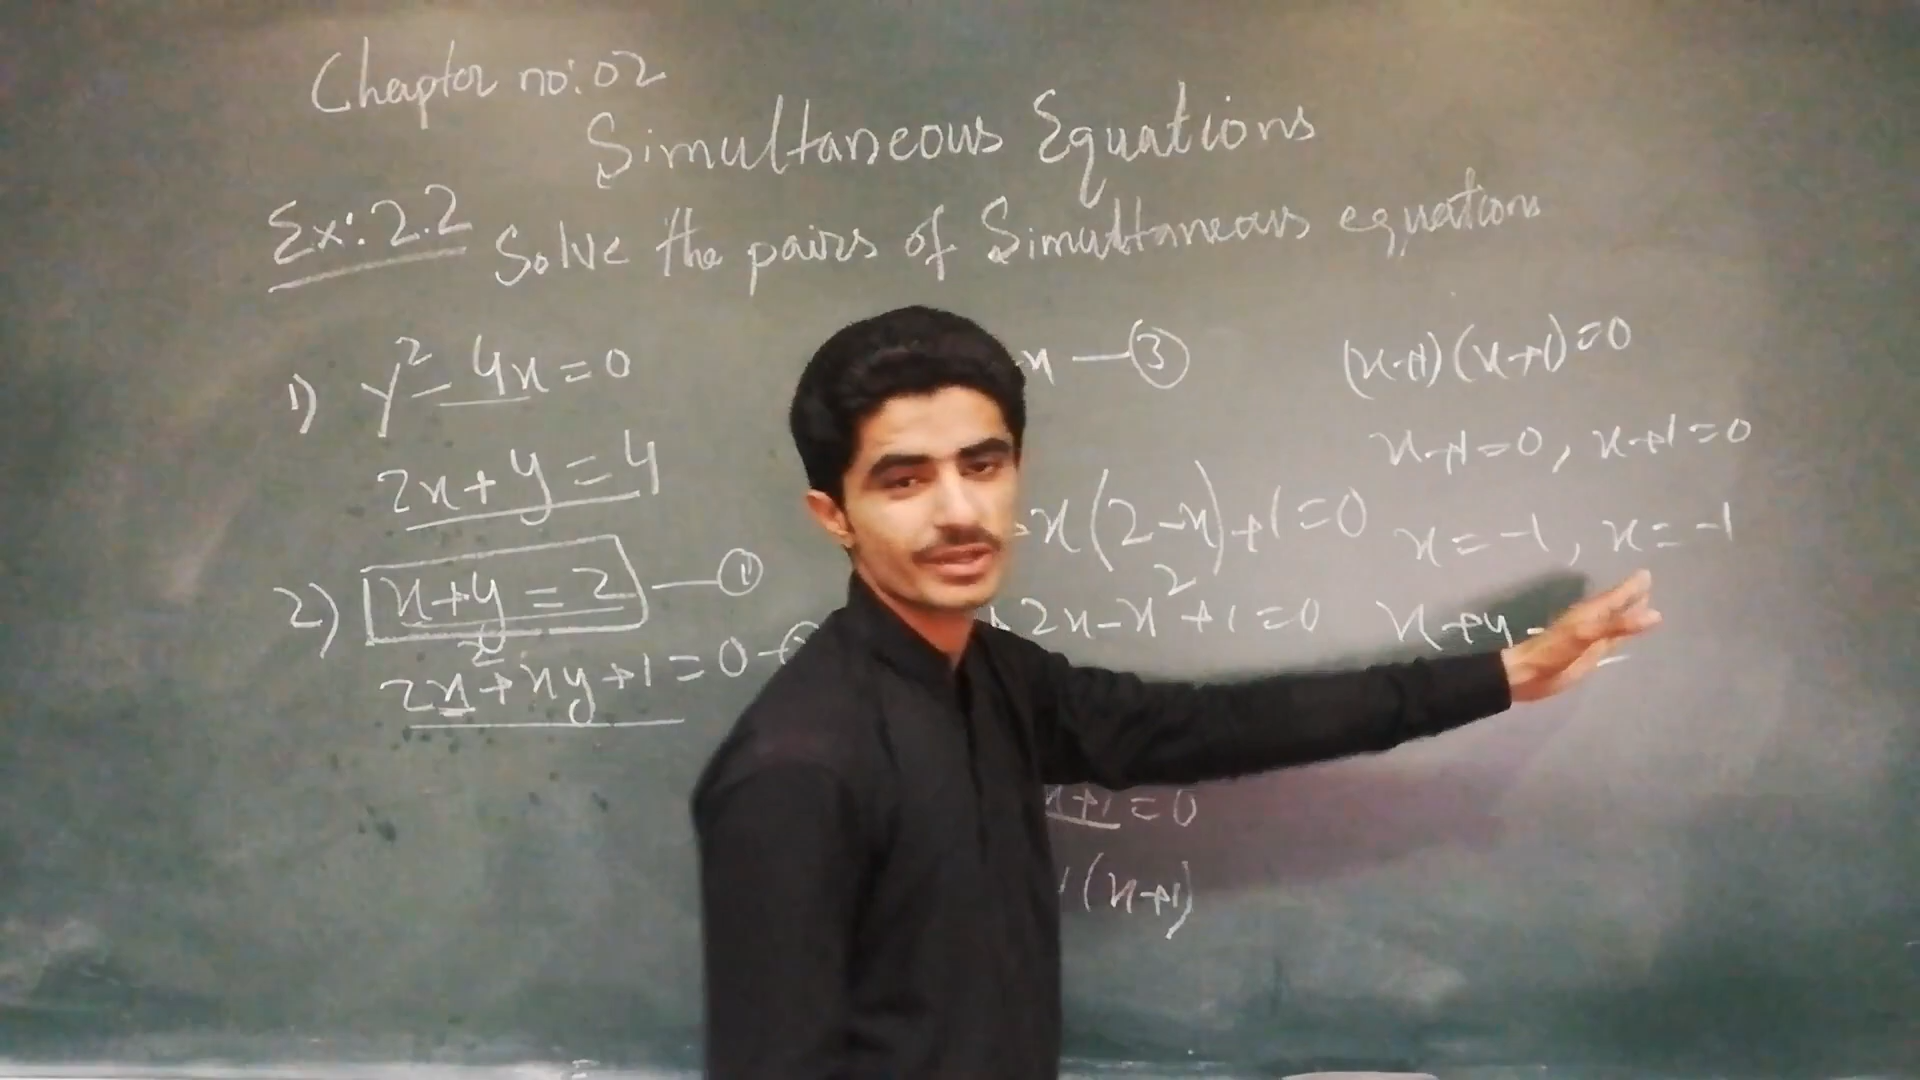 Chapter no: 02
Simultaneous Equations
Ex: 2.2 Solve the pairs of Simultaneous equations
1) y² - 4x = 0
2x + y = 4
2) x+y = 2 — ①
2x² + xy + 1 = 0 -
x — ③
x(2-x)+1=0
2x-x²+1=0
x+1=0
(x+1)
(x+1)(x+1)=0
x+1=0, x+1=0
x=-1, x=-1
x+y